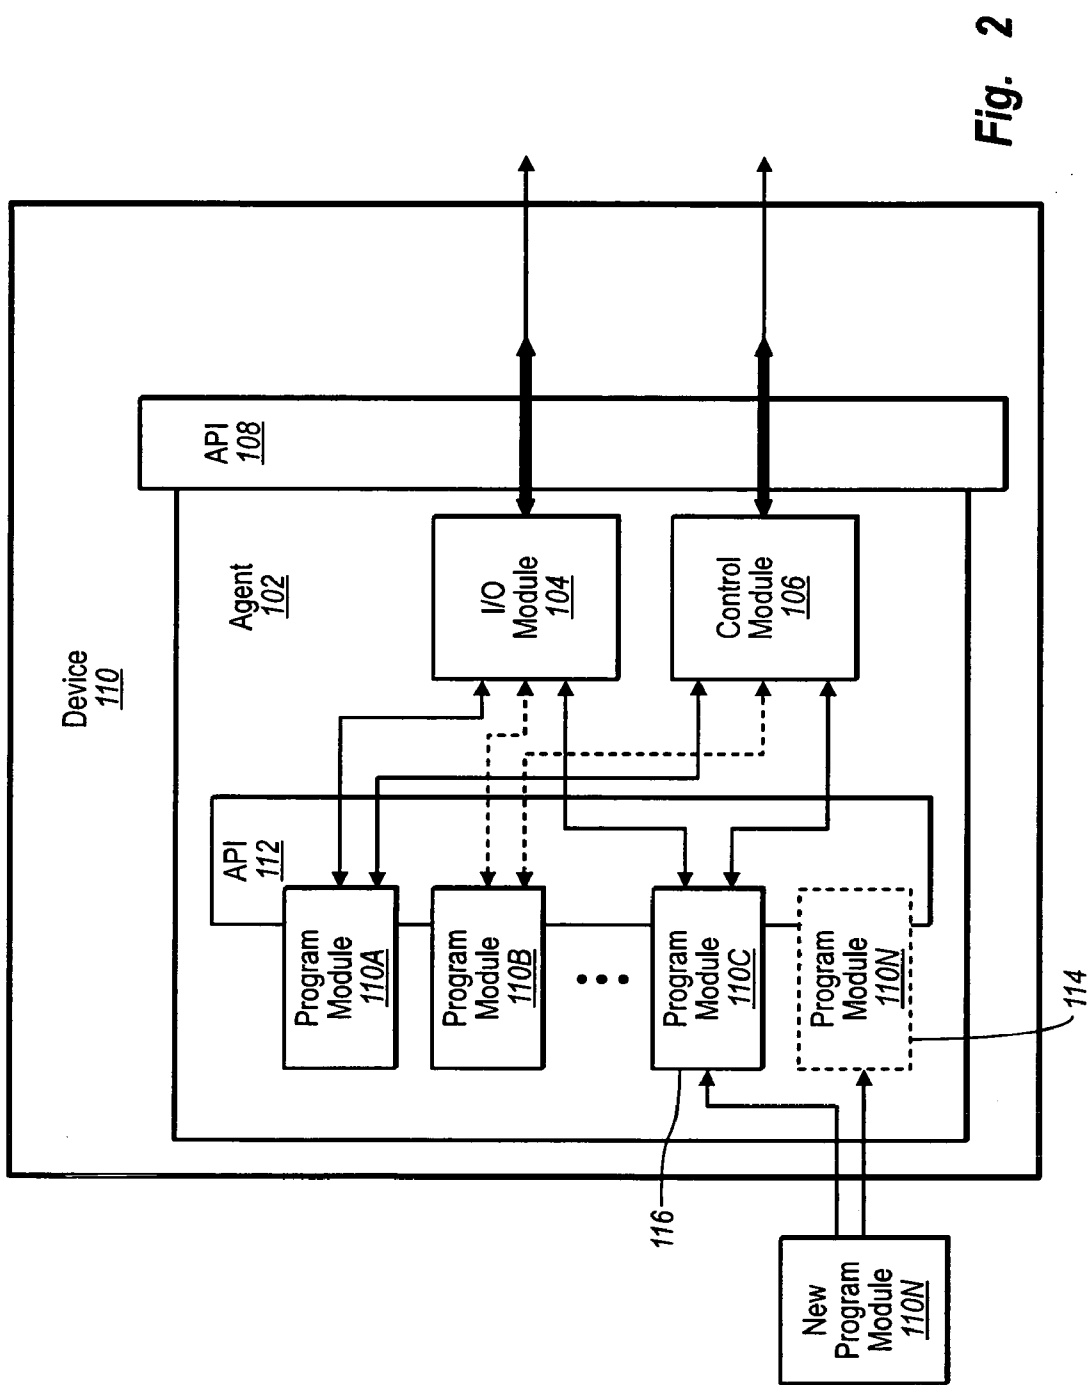 Device
110
Agent
102
API
108
API
112
Program
Module
110A
Program
Module
110B
Program
Module
110C
Program
Module
110N
I/O
Module
104
Control
Module
106
116
114
New
Program
Module
110N
Fig. 2